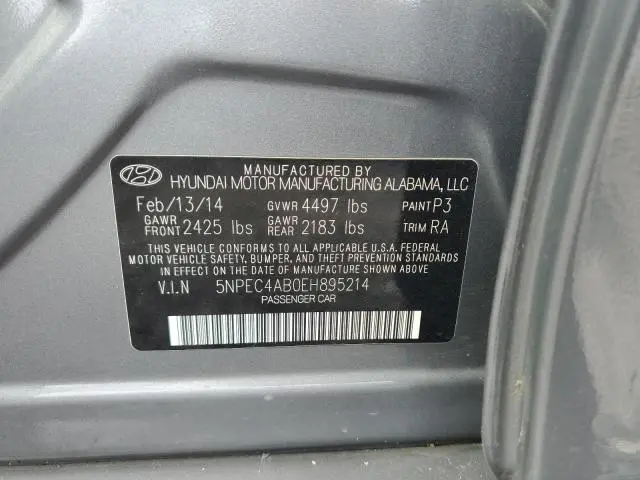 MANUFACTURED BY
HYUNDAI MOTOR MANUFACTURING ALABAMA, LLC
Feb/13/14 GVWR 4497 lbs PAINT P3
GAWR FRONT 2425 lbs GAWR REAR 2183 lbs TRIM RA
THIS VEHICLE CONFORMS TO ALL APPLICABLE U.S.A. FEDERAL
MOTOR VEHICLE SAFETY, BUMPER, AND THEFT PREVENTION STANDARDS
IN EFFECT ON THE DATE OF MANUFACTURE SHOWN ABOVE.
V.I.N 5NPEC4AB0EH895214
PASSENGER CAR